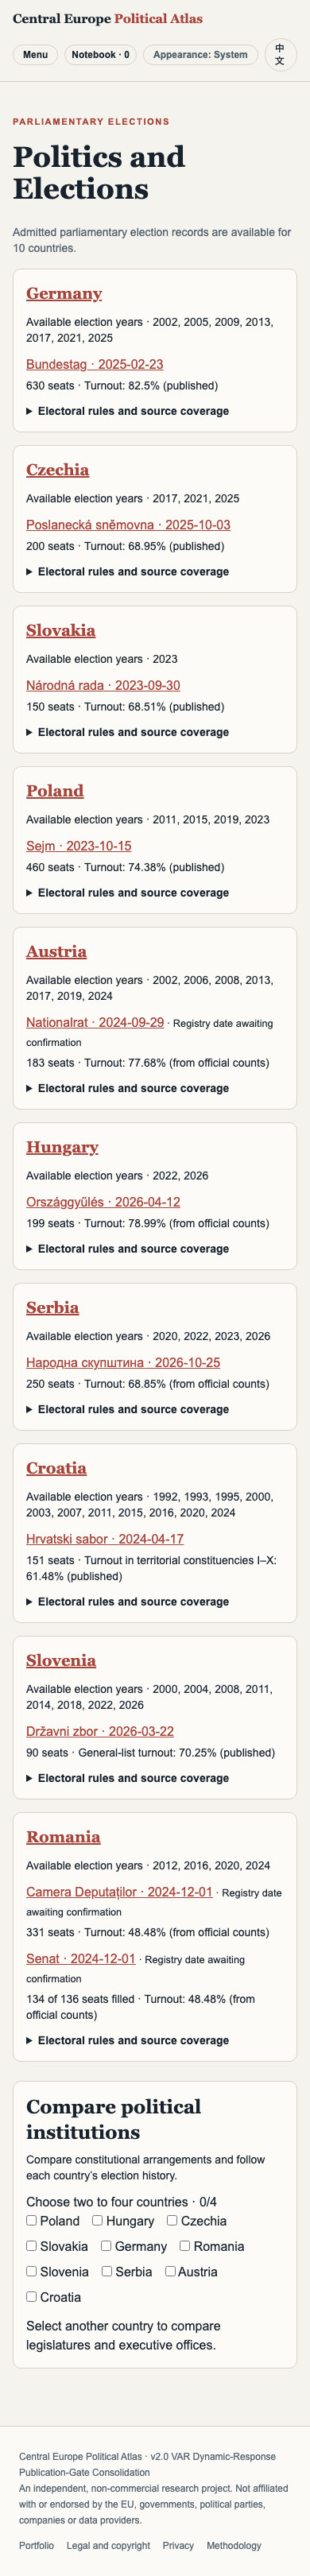 Central Europe Political Atlas
Menu
Notebook · 0
Appearance: System
中
文
PARLIAMENTARY ELECTIONS
Politics and
Elections
Admitted parliamentary election records are available for
10 countries.
Germany
Available election years · 2002, 2005, 2009, 2013,
2017, 2021, 2025
Bundestag · 2025-02-23
630 seats · Turnout: 82.5% (published)
Electoral rules and source coverage
Czechia
Available election years · 2017, 2021, 2025
Poslanecká sněmovna · 2025-10-03
200 seats · Turnout: 68.95% (published)
Electoral rules and source coverage
Slovakia
Available election years · 2023
Národná rada · 2023-09-30
150 seats · Turnout: 68.51% (published)
Electoral rules and source coverage
Poland
Available election years · 2011, 2015, 2019, 2023
Sejm · 2023-10-15
460 seats · Turnout: 74.38% (published)
Electoral rules and source coverage
Austria
Available election years · 2002, 2006, 2008, 2013,
2017, 2019, 2024
Nationalrat · 2024-09-29 · Registry date awaiting
confirmation
183 seats · Turnout: 77.68% (from official counts)
Electoral rules and source coverage
Hungary
Available election years · 2022, 2026
Országgyűlés · 2026-04-12
199 seats · Turnout: 78.99% (from official counts)
Electoral rules and source coverage
Serbia
Available election years · 2020, 2022, 2023, 2026
Народна скупштина · 2026-10-25
250 seats · Turnout: 68.85% (from official counts)
Electoral rules and source coverage
Croatia
Available election years · 1992, 1993, 1995, 2000,
2003, 2007, 2011, 2015, 2016, 2020, 2024
Hrvatski sabor · 2024-04-17
151 seats · Turnout in territorial constituencies I–X:
61.48% (published)
Electoral rules and source coverage
Slovenia
Available election years · 2000, 2004, 2008, 2011,
2014, 2018, 2022, 2026
Državni zbor · 2026-03-22
90 seats · General-list turnout: 70.25% (published)
Electoral rules and source coverage
Romania
Available election years · 2012, 2016, 2020, 2024
Camera Deputaților · 2024-12-01 · Registry date
awaiting confirmation
331 seats · Turnout: 48.48% (from official counts)
Senat · 2024-12-01 · Registry date awaiting
confirmation
134 of 136 seats filled · Turnout: 48.48% (from
official counts)
Electoral rules and source coverage
Compare political
institutions
Compare constitutional arrangements and follow
each country's election history.
Choose two to four countries · 0/4
Poland Hungary Czechia
Slovakia Germany Romania
Slovenia Serbia Austria
Croatia
Select another country to compare
legislatures and executive offices.
Central Europe Political Atlas · v2.0 VAR Dynamic-Response
Publication-Gate Consolidation
An independent, non-commercial research project. Not affiliated
with or endorsed by the EU, governments, political parties,
companies or data providers.
Portfolio Legal and copyright Privacy Methodology